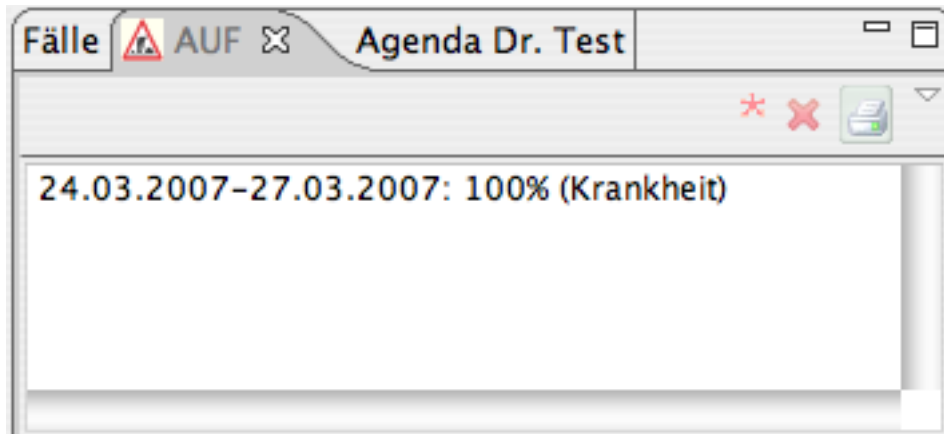 Fälle AUF Agenda Dr. Test
24.03.2007-27.03.2007: 100% (Krankheit)